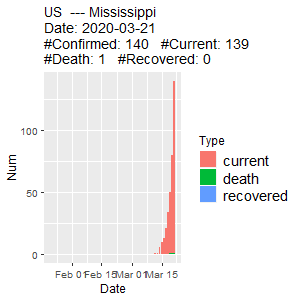 US --- Mississippi
Date: 2020-03-21
#Confirmed: 140 #Current: 139
#Death: 1 #Recovered: 0
100
50
0
Num
Feb 01 Feb 15 Mar 01 Mar 15
Date
Type
current
death
recovered